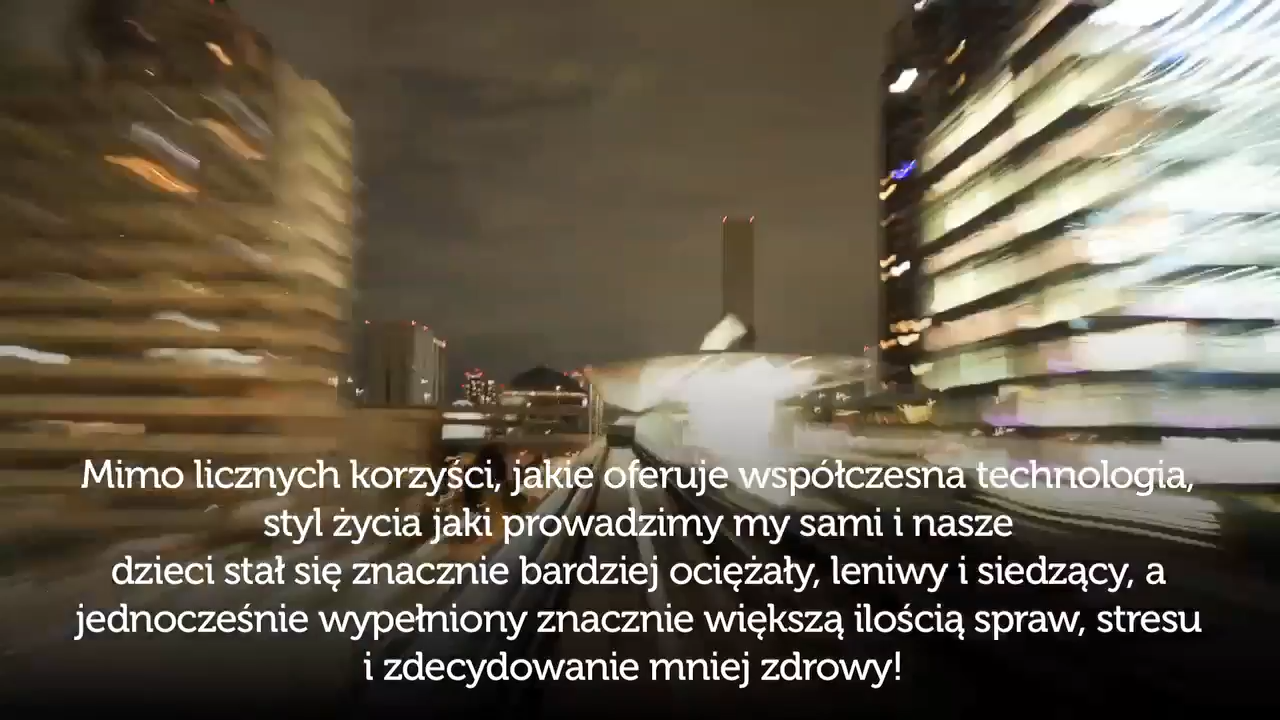 Mimo licznych korzyści, jakie oferuje współczesna technologia,
styl życia jaki prowadzimy my sami i nasze
dzieci stał się znacznie bardziej ociężały, leniwy i siedzący, a
jednocześnie wypełniony znacznie większą ilością spraw, stresu
i zdecydowanie mniej zdrowy!